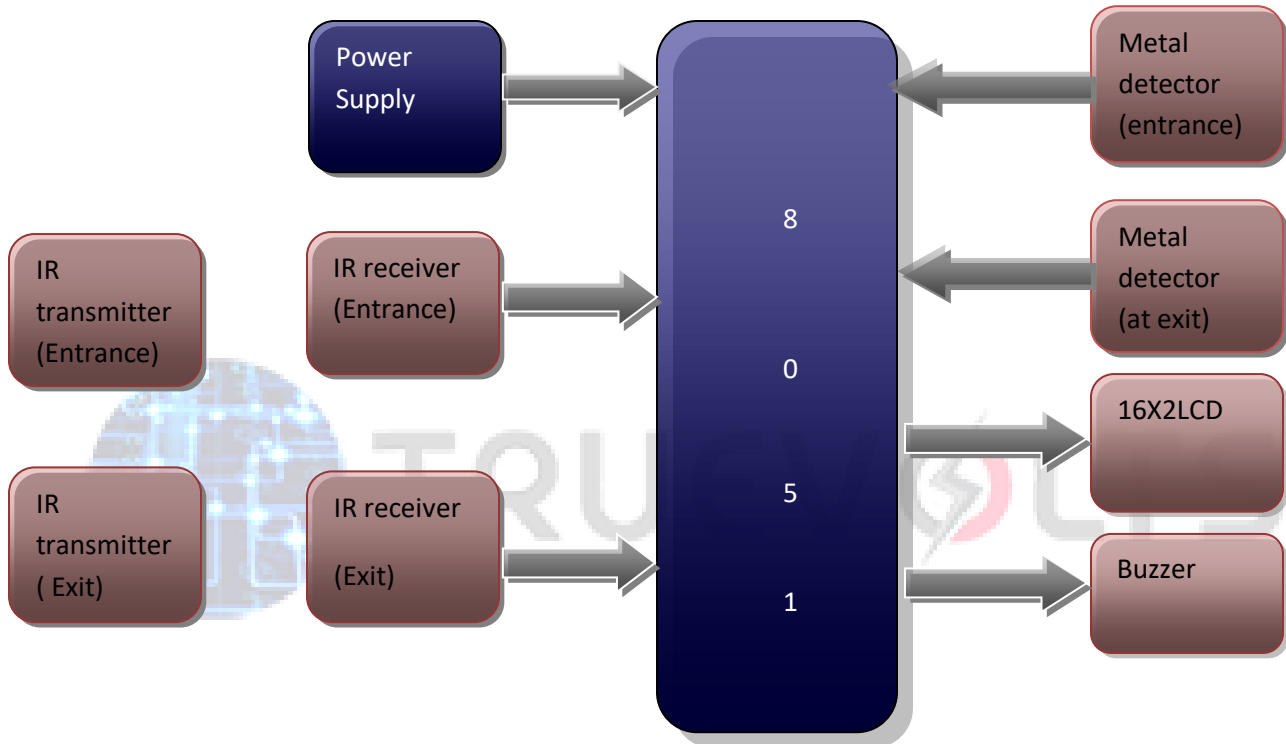 Power
Supply
Metal
detector
(entrance)
8
IR
transmitter
(Entrance)
IR receiver
(Entrance)
Metal
detector
(at exit)
0
16X2LCD
TRUEVOLTS
5
IR
transmitter
( Exit)
IR receiver
(Exit)
Buzzer
1